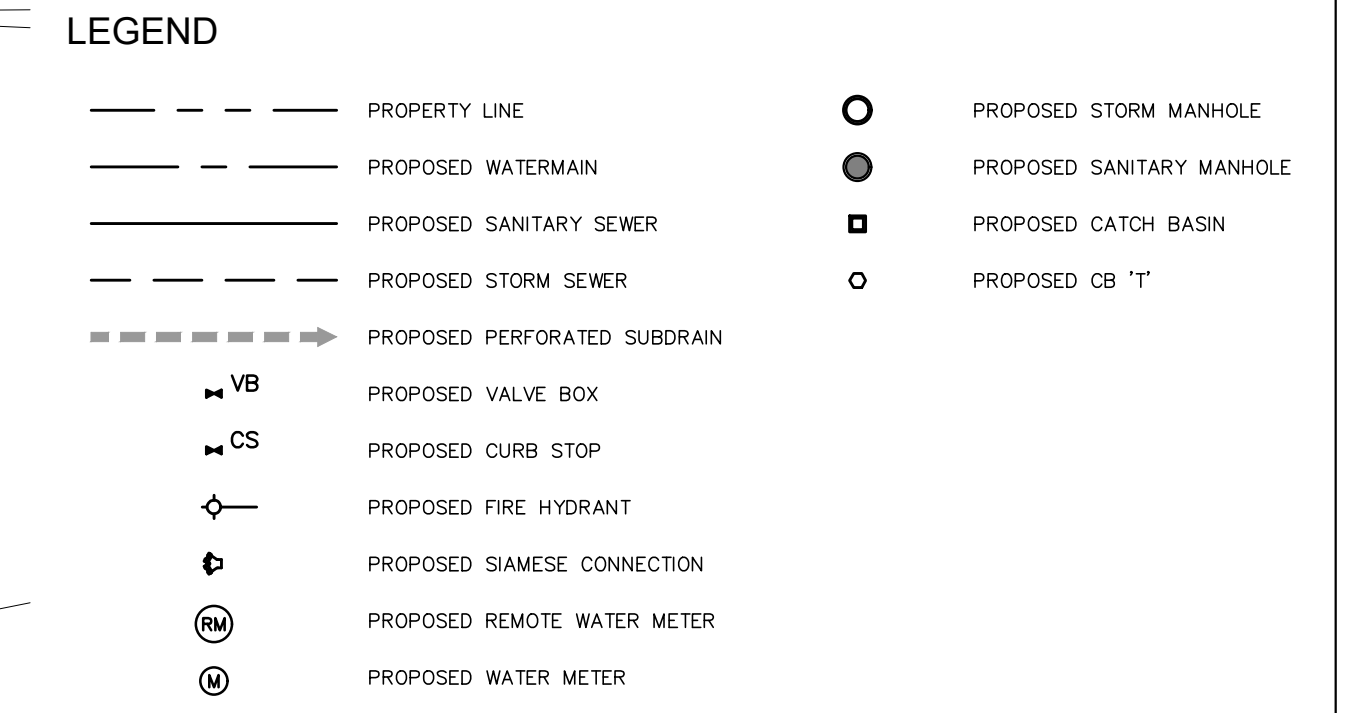 LEGEND
PROPERTY LINE
PROPOSED WATERMAIN
PROPOSED SANITARY SEWER
PROPOSED STORM SEWER
PROPOSED PERFORATED SUBDRAIN
VB PROPOSED VALVE BOX
CS PROPOSED CURB STOP
PROPOSED FIRE HYDRANT
PROPOSED SIAMESE CONNECTION
RM PROPOSED REMOTE WATER METER
M PROPOSED WATER METER
PROPOSED STORM MANHOLE
PROPOSED SANITARY MANHOLE
PROPOSED CATCH BASIN
PROPOSED CB 'T'